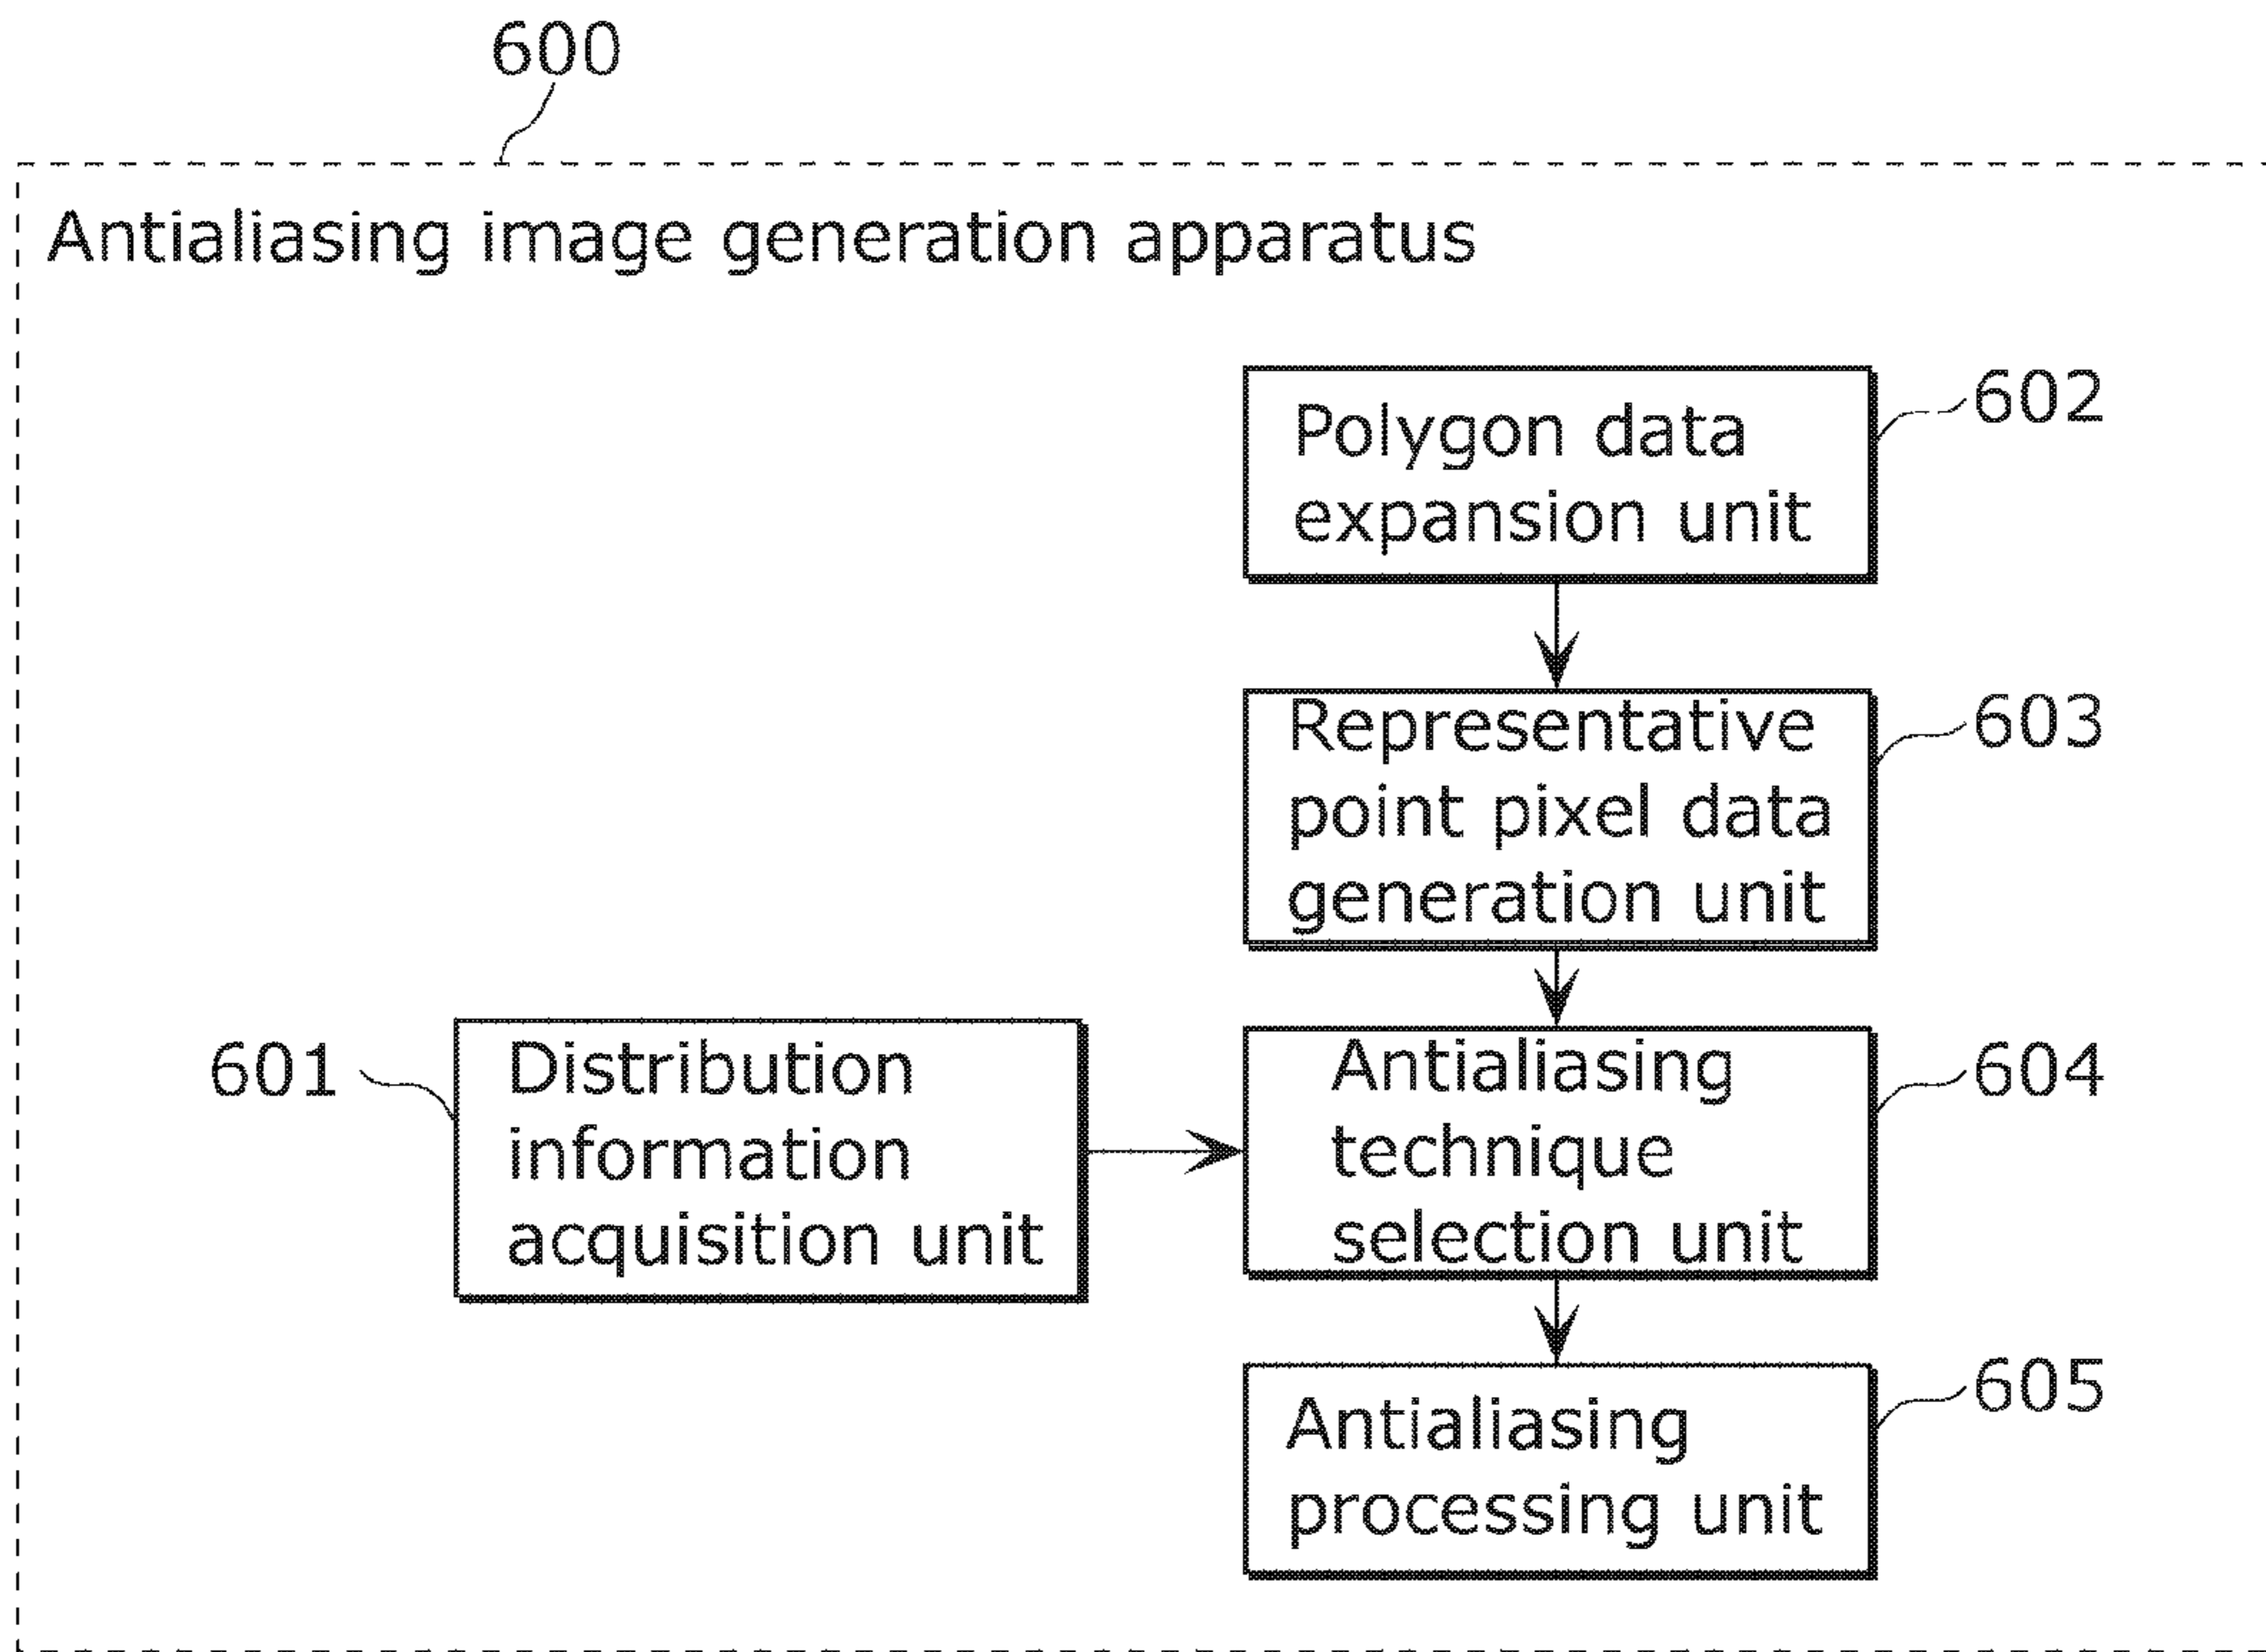 600
Antialiasing image generation apparatus
Polygon data
expansion unit
602
Representative
point pixel data
generation unit
603
601
Distribution
information
acquisition unit
Antialiasing
technique
selection unit
604
Antialiasing
processing unit
605